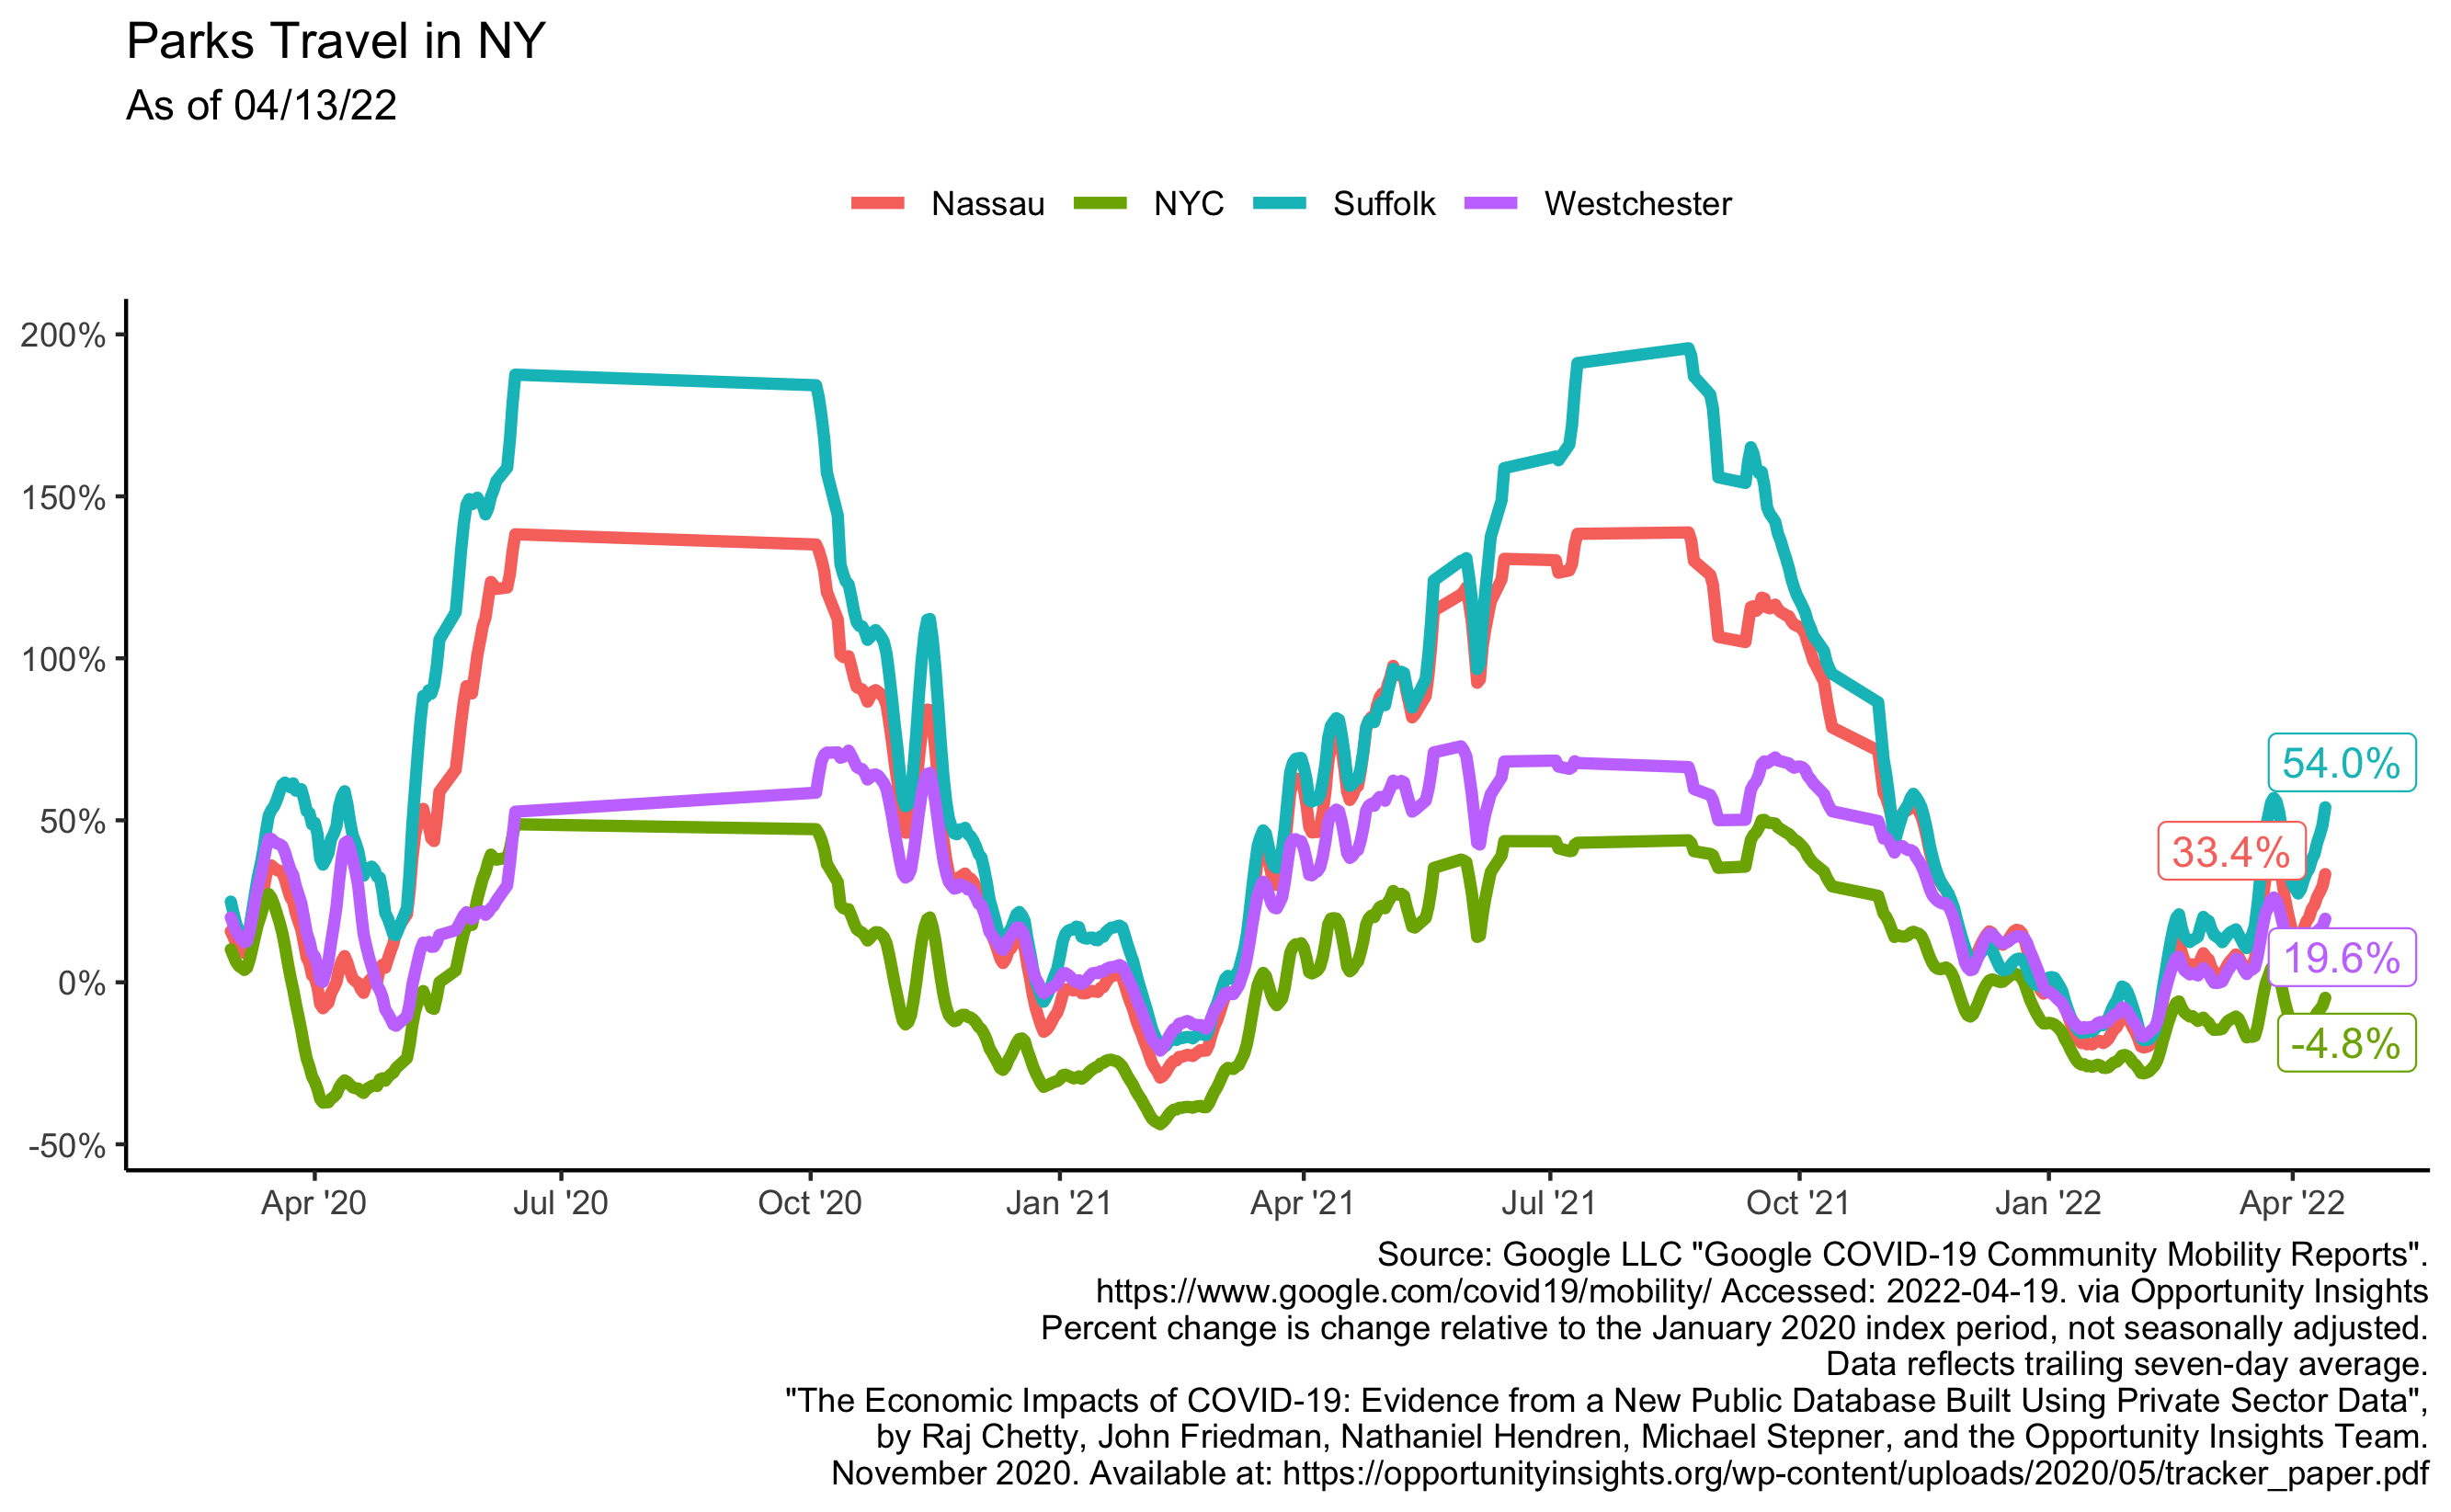 Parks Travel in NY
As of 04/13/22
Nassau NYC Suffolk Westchester
200%
150%
100%
50%
0%
-50%
54.0%
33.4%
19.6%
-4.8%
Apr '20 Jul '20 Oct '20 Jan '21 Apr '21 Jul '21 Oct '21 Jan '22 Apr '22
Source: Google LLC "Google COVID-19 Community Mobility Reports".
https://www.google.com/covid19/mobility/ Accessed: 2022-04-19. via Opportunity Insights
Percent change is change relative to the January 2020 index period, not seasonally adjusted.
Data reflects trailing seven-day average.
"The Economic Impacts of COVID-19: Evidence from a New Public Database Built Using Private Sector Data",
by Raj Chetty, John Friedman, Nathaniel Hendren, Michael Stepner, and the Opportunity Insights Team.
November 2020. Available at: https://opportunityinsights.org/wp-content/uploads/2020/05/tracker_paper.pdf